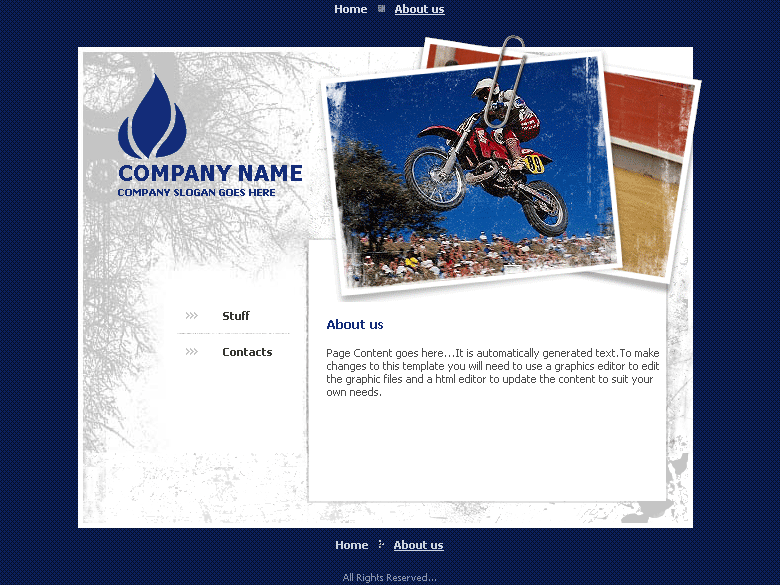 Home About us
COMPANY NAME
COMPANY SLOGAN GOES HERE
Stuff
Contacts
About us
Page Content goes here...It is automatically generated text.To make
changes to this template you will need to use a graphics editor to edit
the graphic files and a html editor to update the content to suit your
own needs.
Home About us
All Rights Reserved...